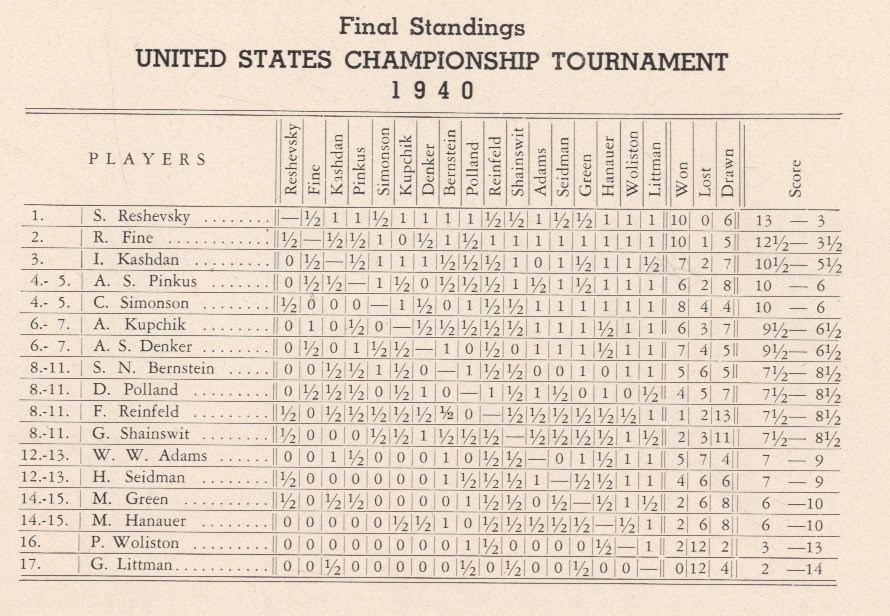 Final Standings
UNITED STATES CHAMPIONSHIP TOURNAMENT
1940
PLAYERS Reshevsky Fine Kashdan Pinkus Simonson Kupchik Denker Bernstein Polland Reinfeld Shainswit Adams Seidman Green Hanauer Woliston Littman Won Lost Drawn Score
1. S. Reshevsky ........ — ½ 1 1 ½ 1 1 1 1 ½ ½ 1 ½ ½ 1 1 1 10 0 6 13 — 3
2. R. Fine ............ ½ — ½ ½ 1 0 ½ 1 ½ 1 1 1 1 1 1 1 1 10 1 5 12½— 3½
3. I. Kashdan ......... 0 ½ — ½ 1 1 1 ½ ½ ½ 1 0 1 ½ 1 1 ½ 7 2 7 10½— 5½
4.- 5. A. S. Pinkus ........ 0 ½ ½ — 1 ½ 0 ½ ½ ½ 1 ½ 1 ½ 1 1 1 6 2 8 10 — 6
4.- 5. C. Simonson ........ ½ 0 0 0 — 1 ½ 0 1 ½ ½ 1 1 1 1 1 1 8 4 4 10 — 6
6.- 7. A. Kupchik ........ 0 1 0 ½ 0 — ½ ½ ½ ½ ½ 1 1 1 ½ 1 1 6 3 7 9½— 6½
6.- 7. A. S. Denker ........ 0 ½ 0 1 ½ ½ — 1 0 ½ 0 1 1 1 ½ 1 1 7 4 5 9½— 6½
8.-11. S. N. Bernstein ...... 0 0 ½ ½ 1 ½ 0 — 1 ½ ½ 0 0 1 0 1 1 5 6 5 7½— 8½
8.-11. D. Polland ......... 0 ½ ½ ½ 0 ½ 1 0 — 1 ½ 1 ½ 0 1 0 ½ 4 5 7 7½— 8½
8.-11. F. Reinfeld ......... ½ 0 ½ ½ ½ ½ ½ ½ 0 — ½ ½ ½ ½ ½ ½ 1 1 2 13 7½— 8½
8.-11. G. Shainswit ....... ½ 0 0 0 ½ ½ 1 ½ ½ ½ — ½ ½ ½ ½ 1 ½ 2 3 11 7½— 8½
12.-13. W. W. Adams ....... 0 0 1 ½ 0 0 0 1 0 ½ ½ — 0 1 ½ 1 1 5 7 4 7 — 9
12.-13. H. Seidman ........ ½ 0 0 0 0 0 0 1 ½ ½ ½ 1 — ½ ½ 1 1 4 6 6 7 — 9
14.-15. M. Green .......... ½ 0 ½ ½ 0 0 0 0 1 ½ ½ 0 ½ — ½ 1 ½ 2 6 8 6 —10
14.-15. M. Hanauer ........ 0 0 0 0 0 ½ ½ 1 0 ½ ½ ½ ½ ½ — ½ 1 2 6 8 6 —10
16. P. Woliston ......... 0 0 0 0 0 0 0 0 1 ½ 0 0 0 0 ½ — 1 2 12 2 3 —13
17. G. Littman........... 0 0 ½ 0 0 0 0 0 ½ 0 ½ 0 0 ½ 0 0 — 0 12 4 2 —14